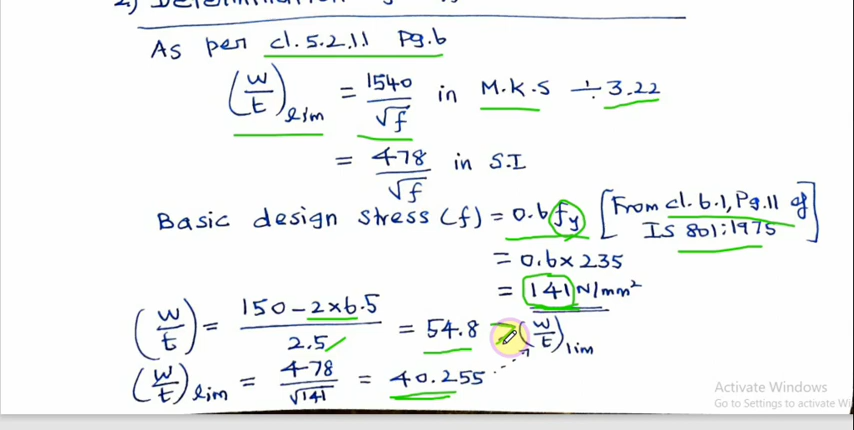 As per cl.5.2.1.1 Pg.6
(w/t)lim = 1540/√f in M.K.S ÷3.22
= 478/√f in S.I
Basic design stress (f) = 0.6 fy [From cl.6.1, Pg.11 of IS 801:1975]
= 0.6 x 235
= 141 N/mm²
(w/t) = 150 - 2x6.5 / 2.5 = 54.8 > (w/t)lim
(w/t)lim = 478/√141 = 40.255
Activate Windows
Go to Settings to activate Wi